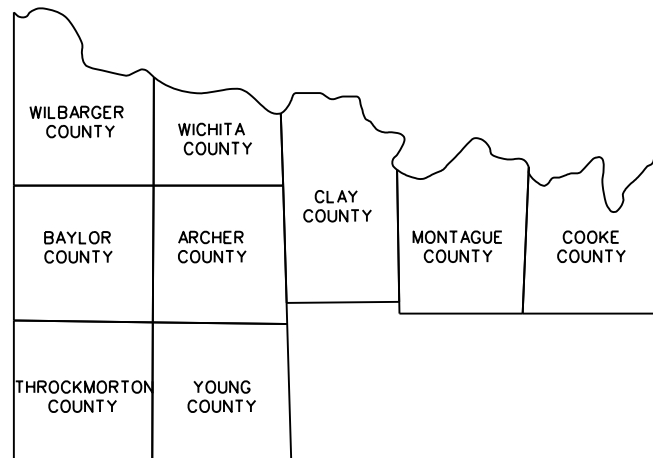 WILBARGER
COUNTY
WICHITA
COUNTY
CLAY
COUNTY
BAYLOR
COUNTY
ARCHER
COUNTY
MONTAGUE
COUNTY
COOKE
COUNTY
THROCKMORTON
COUNTY
YOUNG
COUNTY